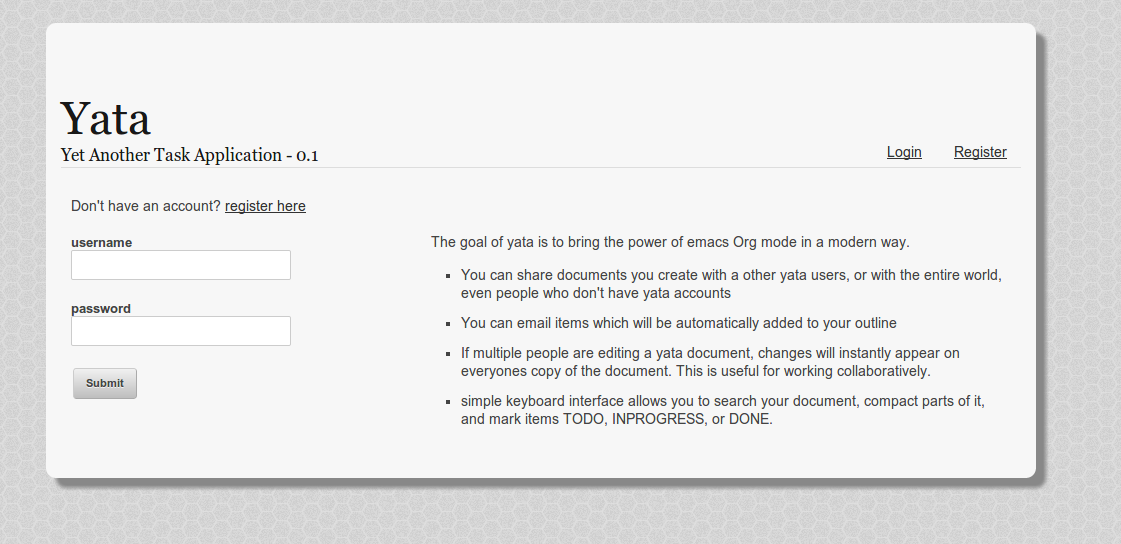 Yata
Yet Another Task Application - 0.1
Login Register
Don't have an account? register here
username
password
Submit
The goal of yata is to bring the power of emacs Org mode in a modern way.
You can share documents you create with a other yata users, or with the entire world,
even people who don't have yata accounts
You can email items which will be automatically added to your outline
If multiple people are editing a yata document, changes will instantly appear on
everyones copy of the document. This is useful for working collaboratively.
simple keyboard interface allows you to search your document, compact parts of it,
and mark items TODO, INPROGRESS, or DONE.